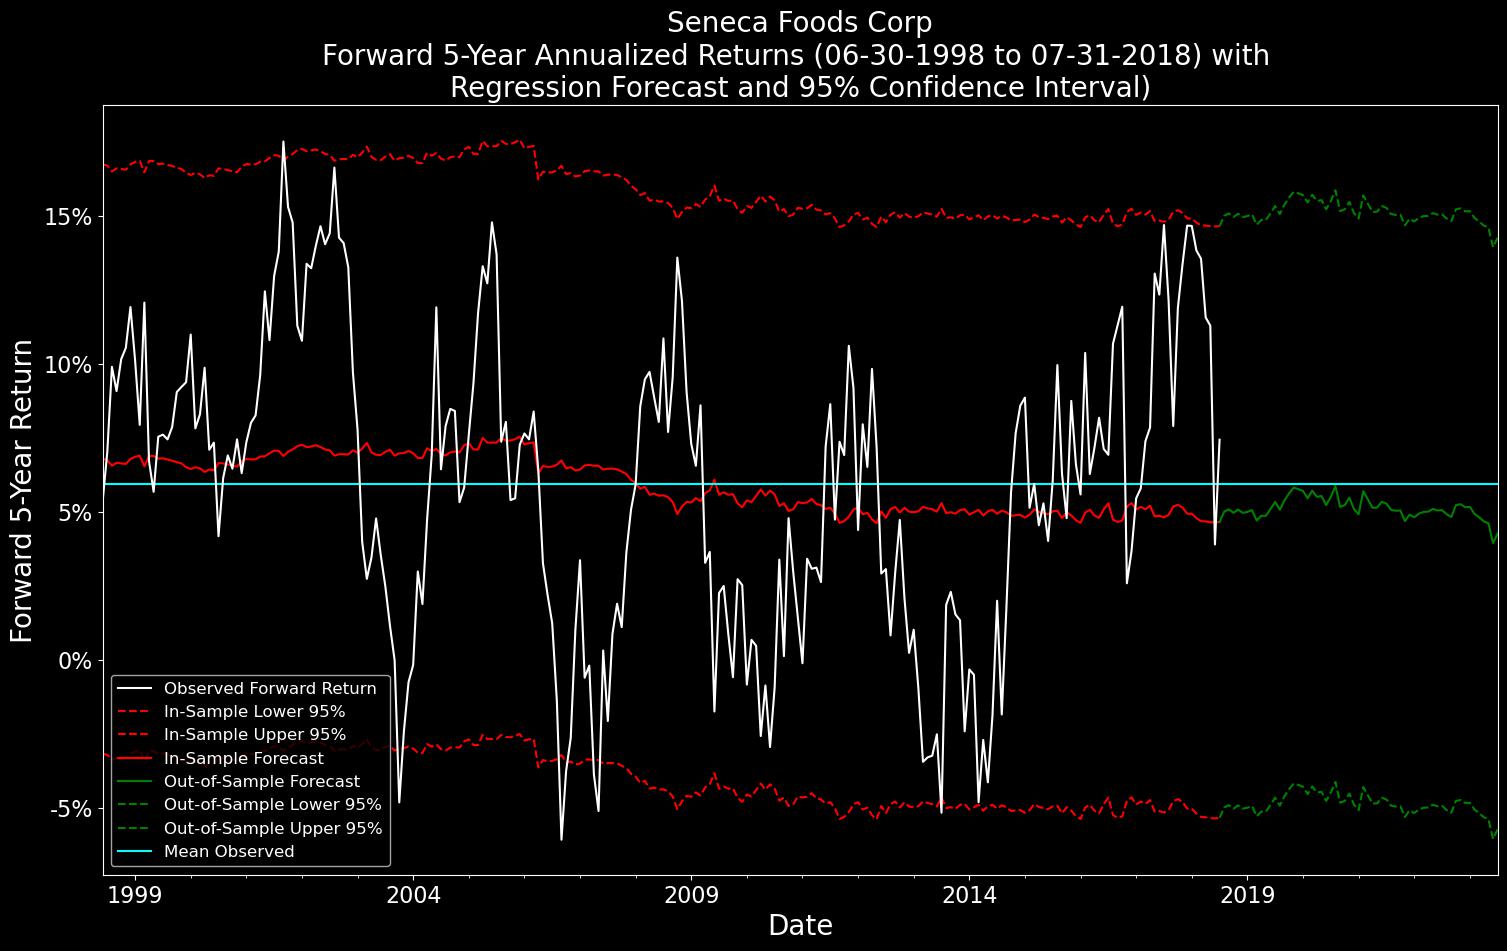 Seneca Foods Corp
Forward 5-Year Annualized Returns (06-30-1998 to 07-31-2018) with
Regression Forecast and 95% Confidence Interval)
Forward 5-Year Return
15%
10%
5%
0%
-5%
Observed Forward Return
In-Sample Lower 95%
In-Sample Upper 95%
In-Sample Forecast
Out-of-Sample Forecast
Out-of-Sample Lower 95%
Out-of-Sample Upper 95%
Mean Observed
1999 2004 2009 2014 2019
Date